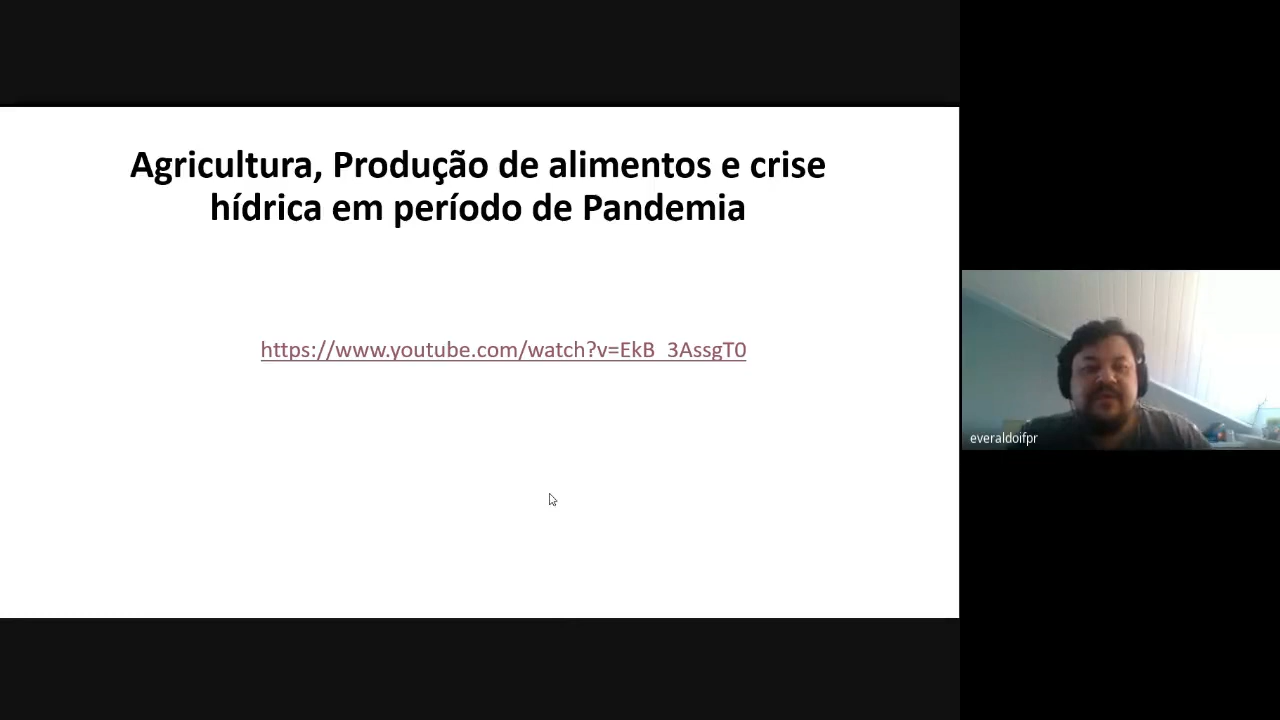 Agricultura, Produção de alimentos e crise
hídrica em período de Pandemia
https://www.youtube.com/watch?v=EkB_3AssgT0
everaldoifpr